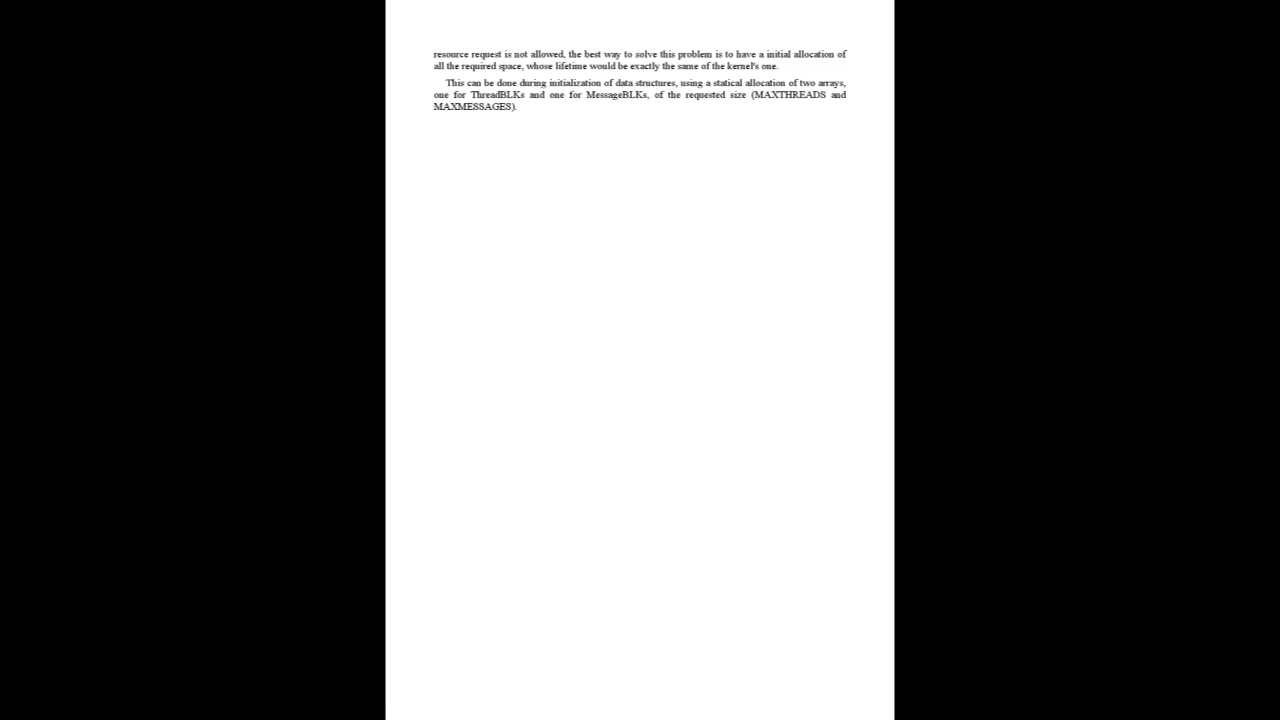 resource request is not allowed, the best way to solve this problem is to have a initial allocation of
all the required space, whose lifetime would be exactly the same of the kernel's one.
This can be done during initialization of data structures, using a statical allocation of two arrays,
one for ThreadBLKs and one for MessageBLKs, of the requested size (MAXTHREADS and
MAXMESSAGES).